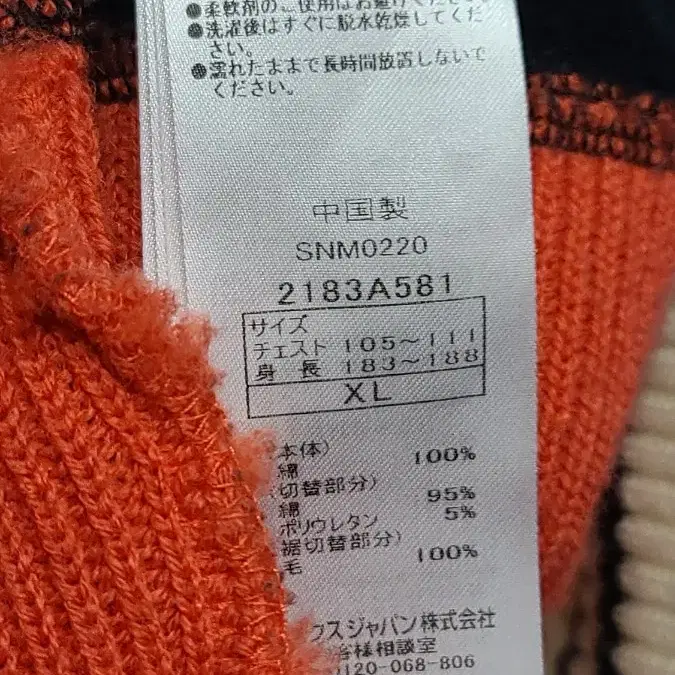 ●柔軟剤のご使用はお避けください。
●洗濯後はすぐに脱水乾燥してくだ
さい。
●濡れたままで長時間放置しないで
ください。
中国製
SNM0220
2183A581
サイズ
チェスト 105〜111
身長 183〜188
XL
本体)
綿 100%
切替部分)
綿 95%
ポリウレタン 5%
裾切替部分)
毛 100%
クスジャパン株式会社
客様相談室
0120-068-806